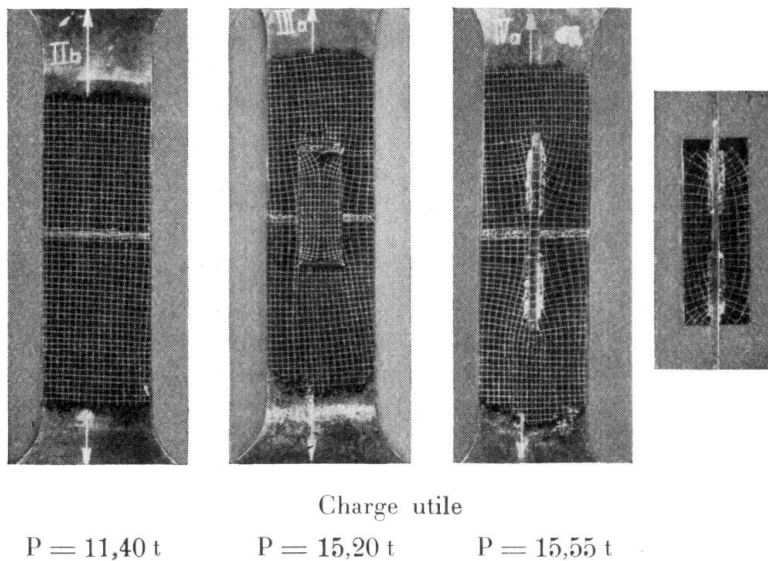 IIb
IIIa
IVa
Charge utile
P = 11,40 t
P = 15,20 t
P = 15,55 t